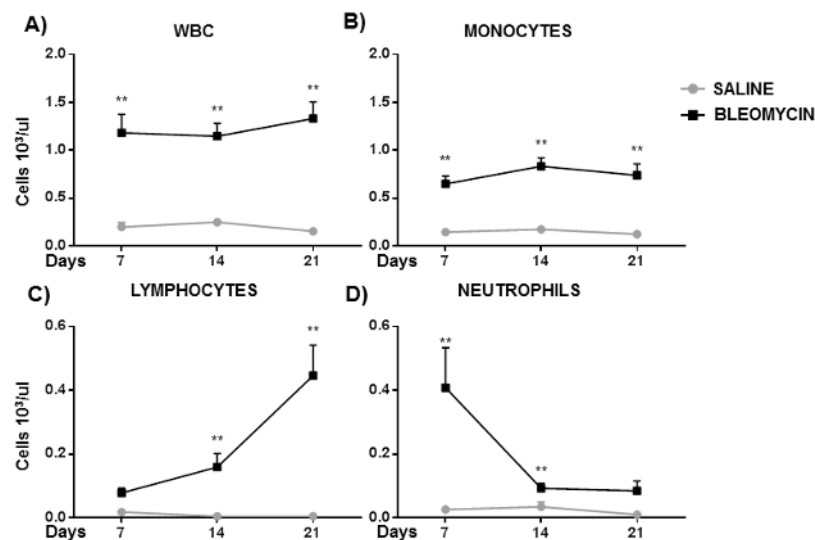 A) WBC
2.0
1.5
1.0
0.5
0.0
Cells 10³/ul
** ** **
Days 7 14 21
B) MONOCYTES
2.0
1.5
1.0
0.5
0.0
** ** **
Days 7 14 21
SALINE
BLEOMYCIN
C) LYMPHOCYTES
0.6
0.4
0.2
0.0
Cells 10³/ul
** **
Days 7 14 21
D) NEUTROPHILS
0.6
0.4
0.2
0.0
** **
Days 7 14 21